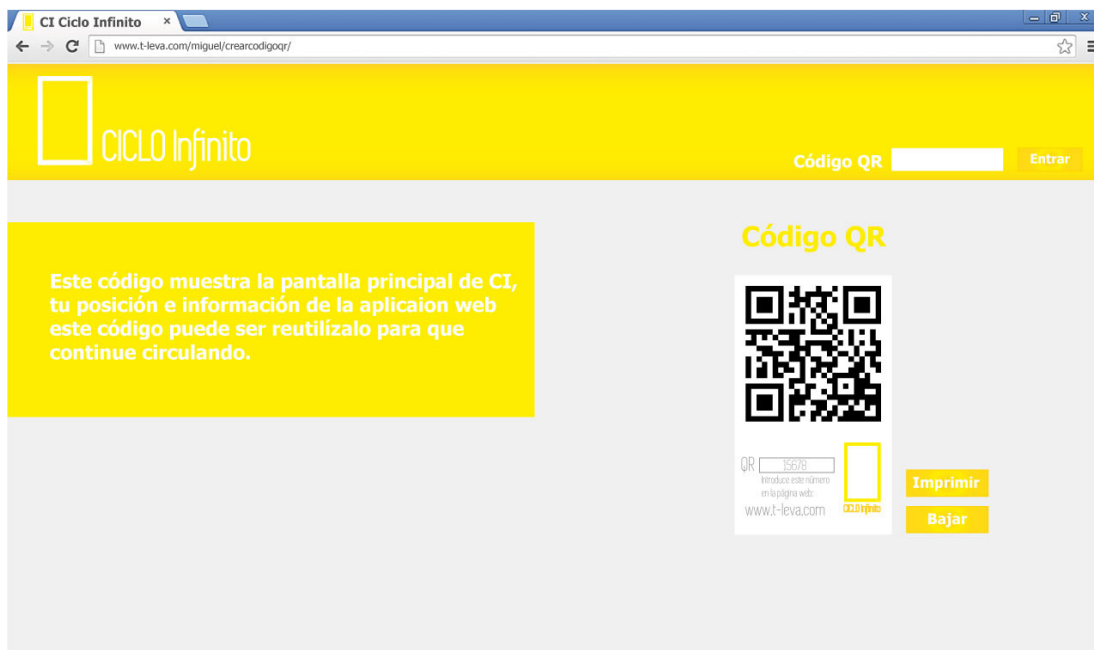 CI Ciclo Infinito
www.t-leva.com/miguel/crearcodigoqr/
CICLO Infinito
Código QR
Entrar
Este código muestra la pantalla principal de CI,
tu posición e información de la aplicaion web
este código puede ser reutilízalo para que
continue circulando.
Código QR
QR 15678
Introduce este número
en la página web:
www.t-leva.com
CICLO Infinito
Imprimir
Bajar